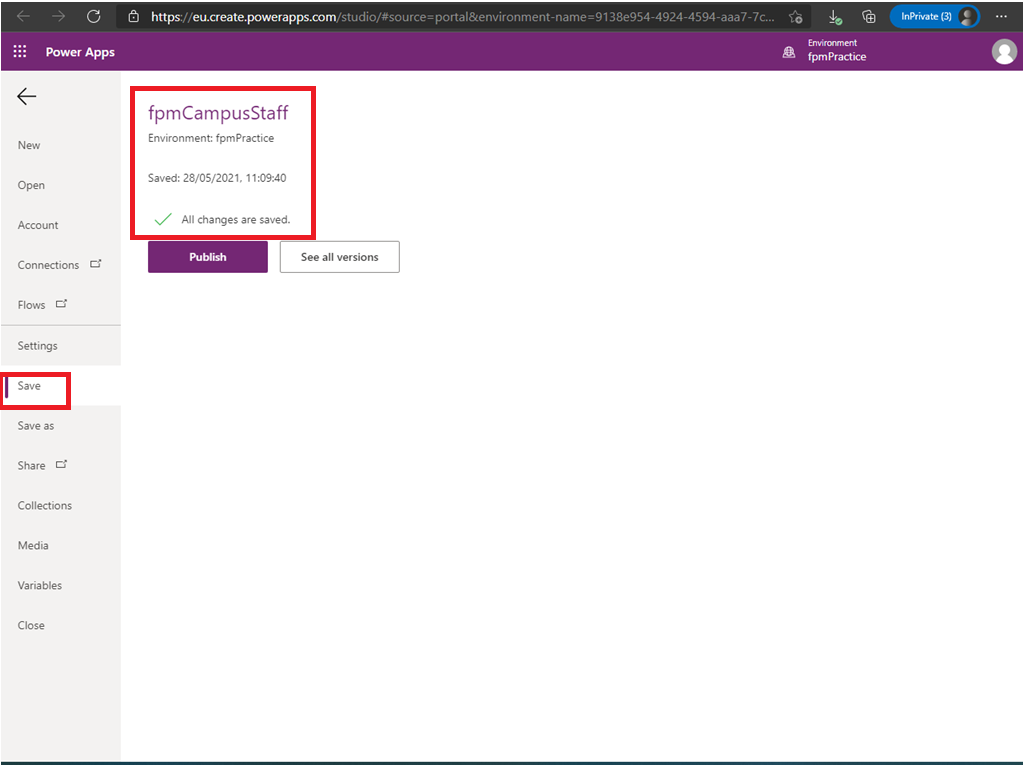 https://eu.create.powerapps.com/studio/#source=portal&environment-name=9138e954-4924-4594-aaa7-7c...
InPrivate (3)
Power Apps
Environment
fpmPractice
New
Open
Account
Connections
Flows
Settings
Save
Save as
Share
Collections
Media
Variables
Close
fpmCampusStaff
Environment: fpmPractice
Saved: 28/05/2021, 11:09:40
All changes are saved.
Publish
See all versions